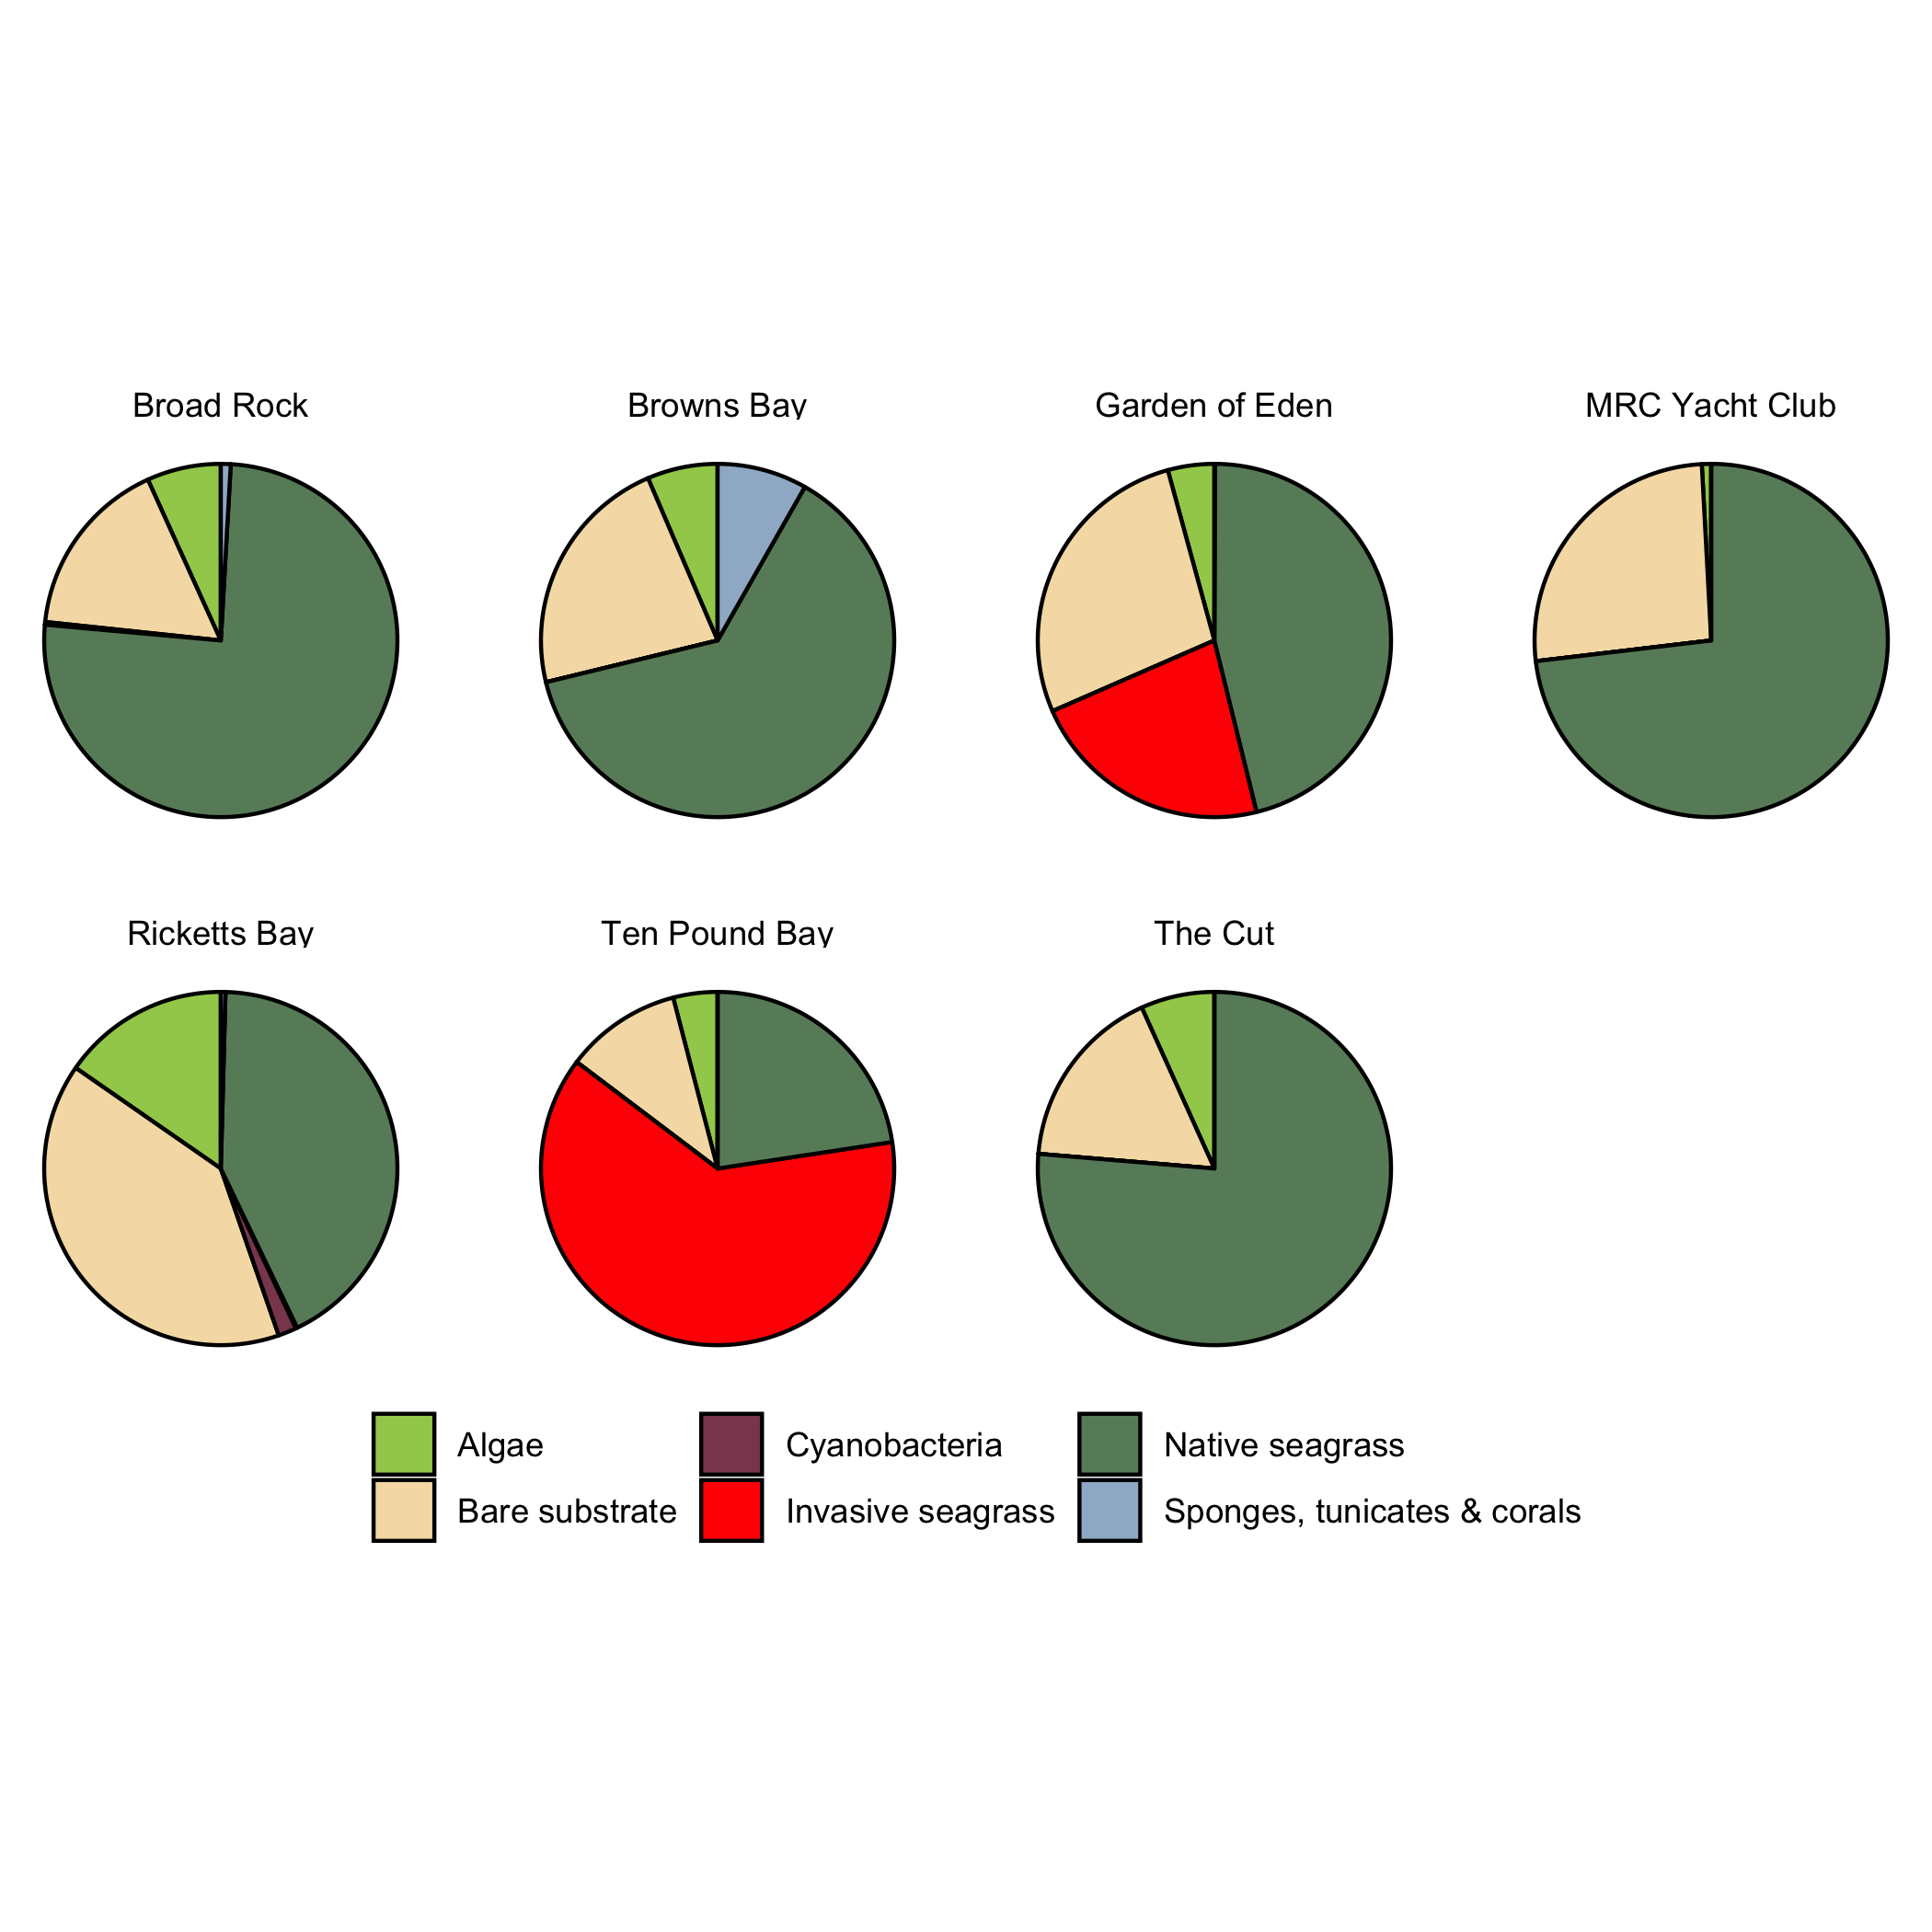 Broad Rock
Browns Bay
Garden of Eden
MRC Yacht Club
Ricketts Bay
Ten Pound Bay
The Cut
Algae
Cyanobacteria
Native seagrass
Bare substrate
Invasive seagrass
Sponges, tunicates & corals